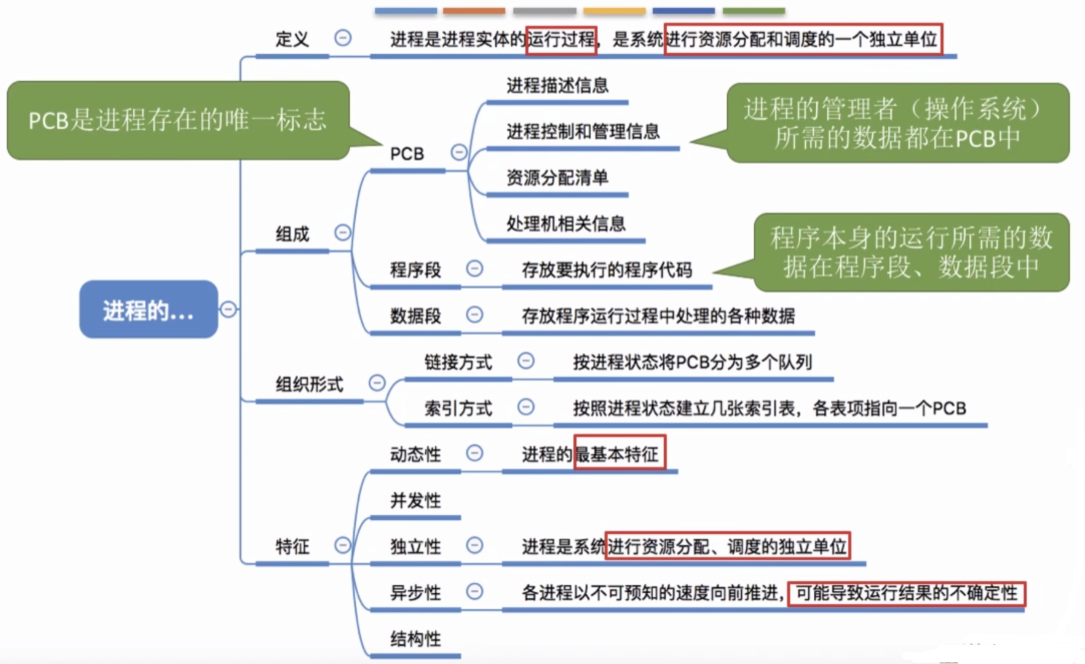 定义
进程是进程实体的运行过程，是系统进行资源分配和调度的一个独立单位
PCB是进程存在的唯一标志
进程描述信息
进程的管理者（操作系统）
所需的数据都在PCB中
进程控制和管理信息
PCB
资源分配清单
处理机相关信息
组成
程序本身的运行所需的数
据在程序段、数据段中
程序段
存放要执行的程序代码
进程的...
数据段
存放程序运行过程中处理的各种数据
链接方式
按进程状态将PCB分为多个队列
组织形式
索引方式
按照进程状态建立几张索引表，各表项指向一个PCB
动态性
进程的最基本特征
并发性
特征
独立性
进程是系统进行资源分配、调度的独立单位
异步性
各进程以不可预知的速度向前推进，可能导致运行结果的不确定性
结构性